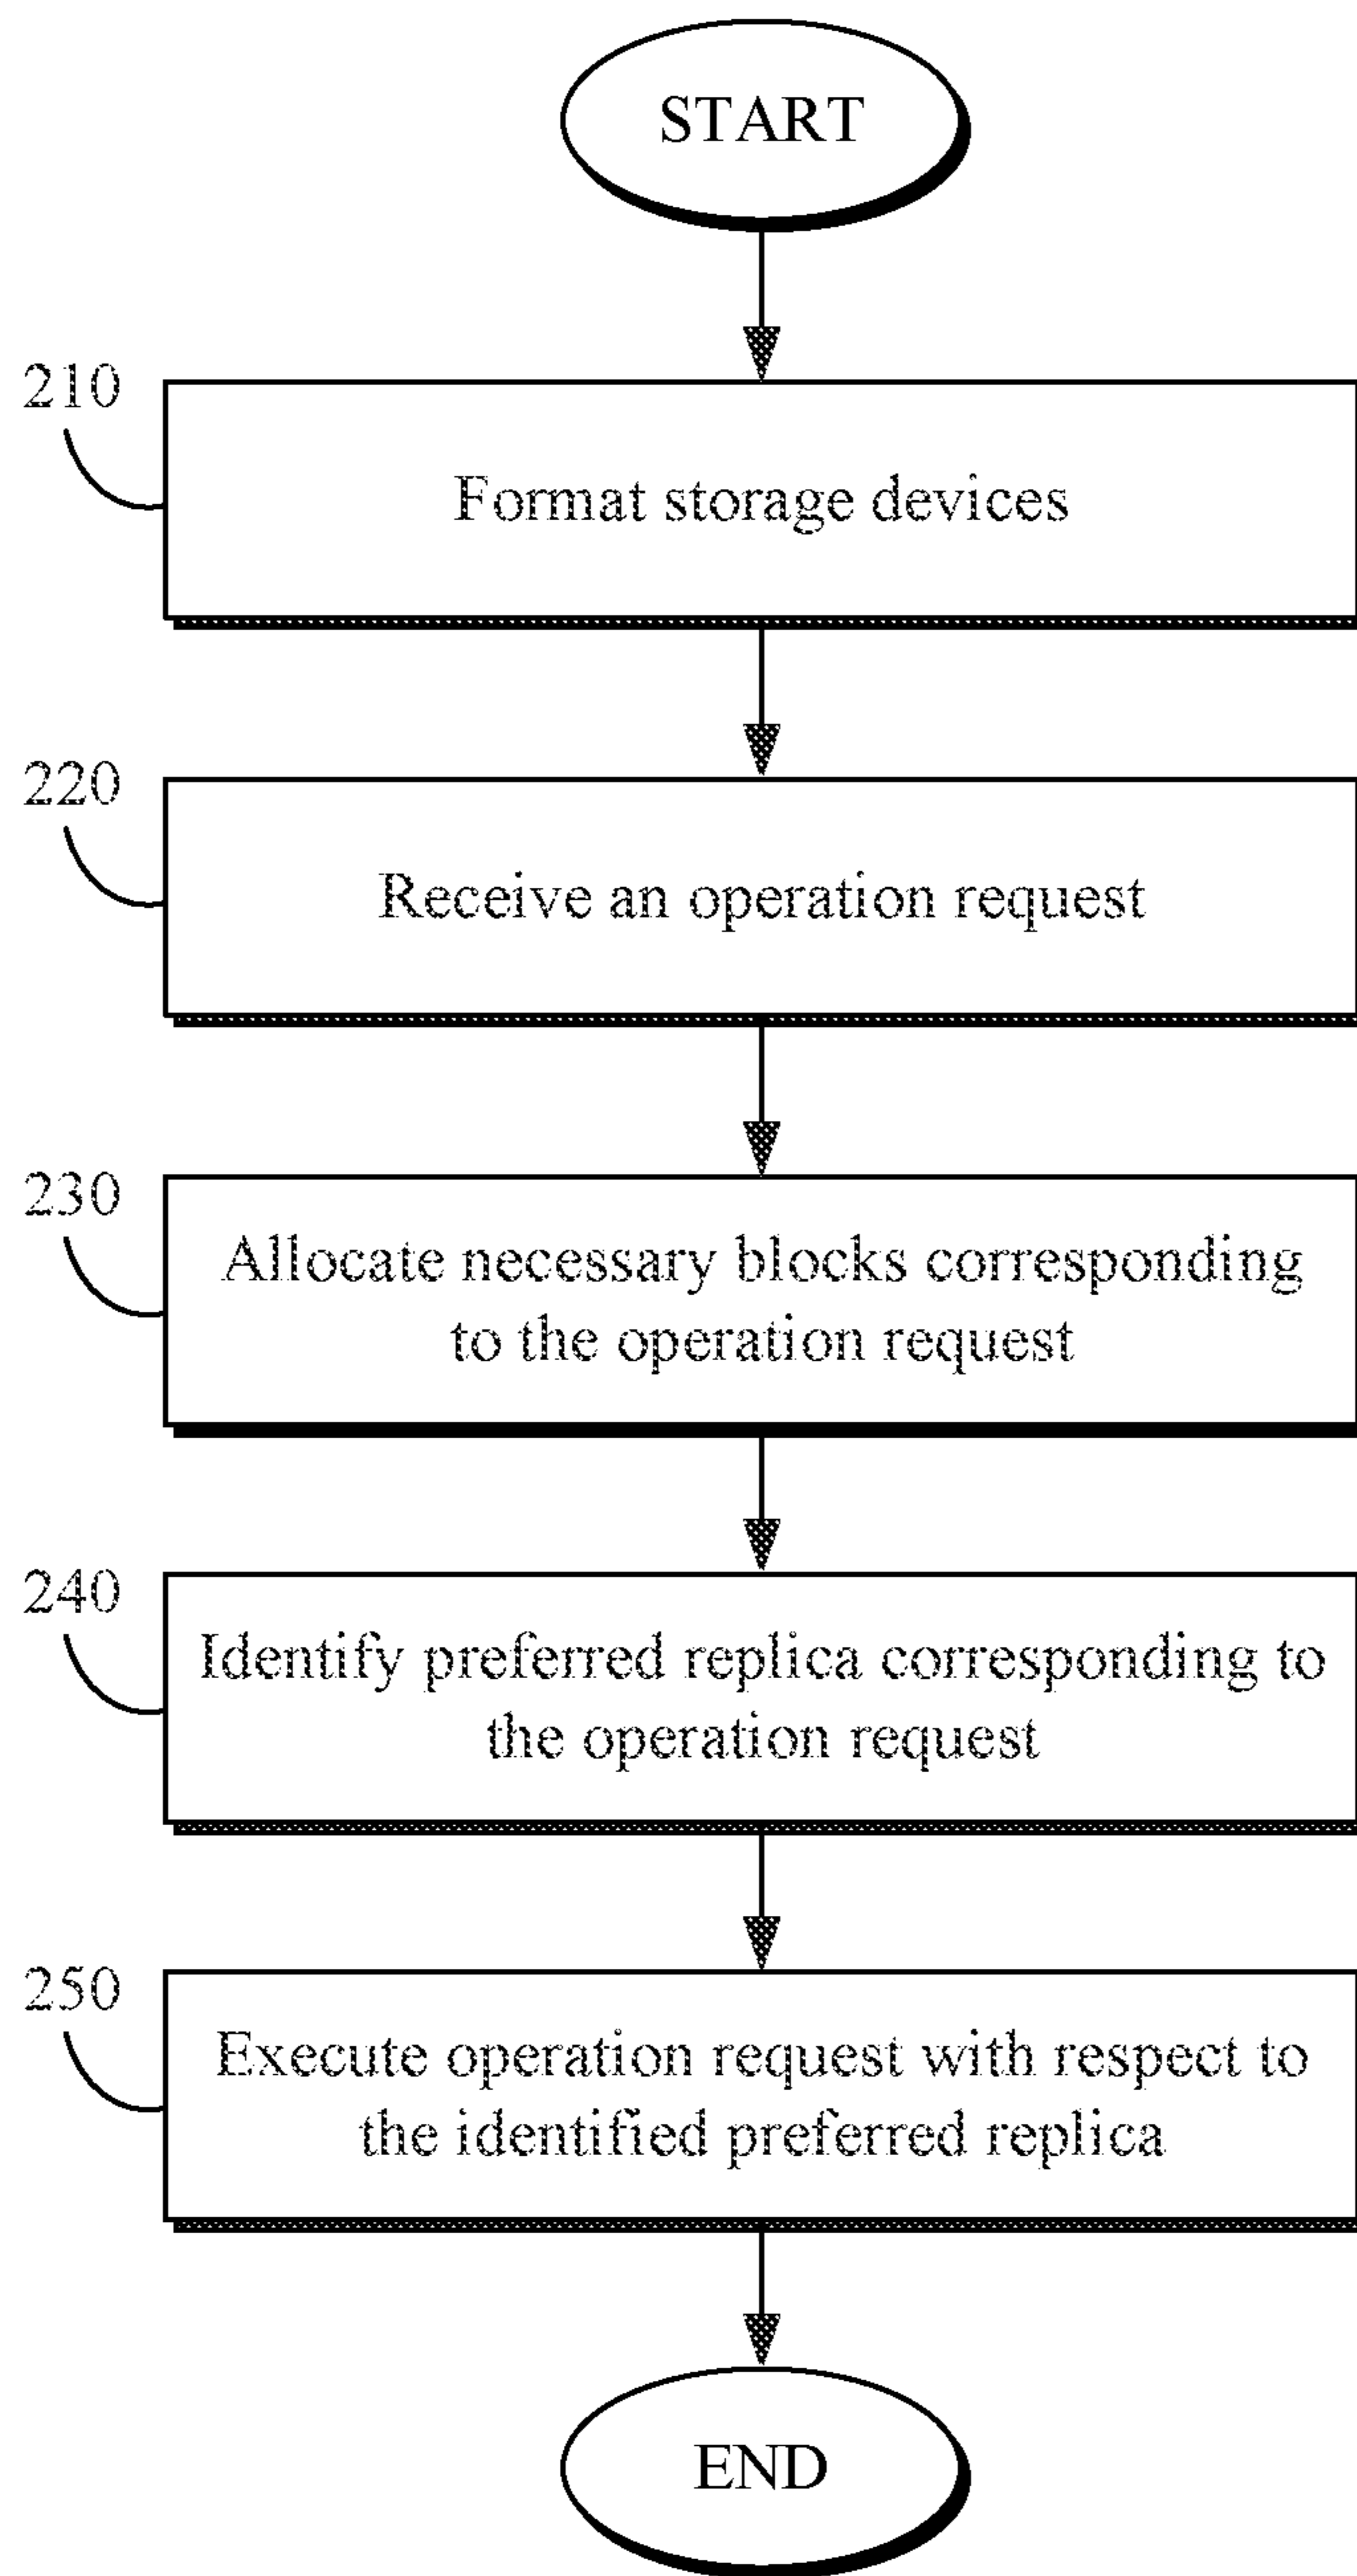 START
210
Format storage devices
220
Receive an operation request
230
Allocate necessary blocks corresponding
to the operation request
240
Identify preferred replica corresponding to
the operation request
250
Execute operation request with respect to
the identified preferred replica
END